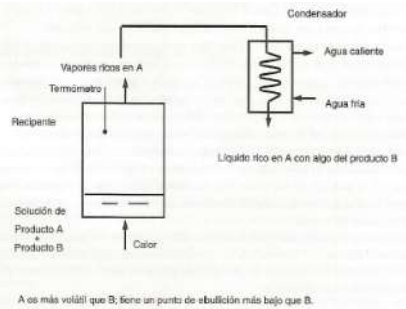 Condensador
Agua caliente
Vapores ricos en A
Termómetro
Agua fría
Recipente
Líquido rico en A con algo del producto B
Solución de
Producto A
+
Producto B
Calor
A es más volátil que B; tiene un punto de ebullición más bajo que B.